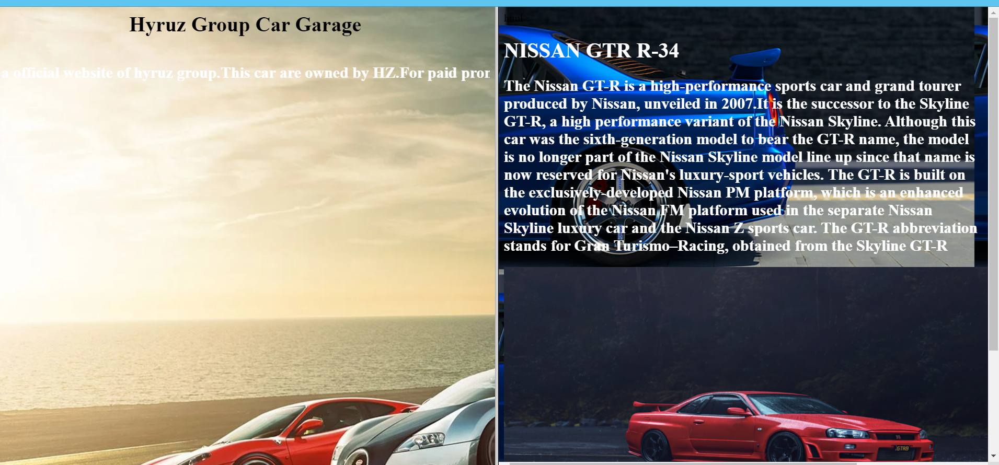 Hyruz Group Car Garage
a official website of hyruz group.This car are owned by HZ.For paid pror
html>
NISSAN GTR R-34
The Nissan GT-R is a high-performance sports car and grand tourer
produced by Nissan, unveiled in 2007.It is the successor to the Skyline
GT-R, a high performance variant of the Nissan Skyline. Although this
car was the sixth-generation model to bear the GT-R name, the model
is no longer part of the Nissan Skyline model line up since that name is
now reserved for Nissan's luxury-sport vehicles. The GT-R is built on
the exclusively-developed Nissan PM platform, which is an enhanced
evolution of the Nissan FM platform used in the separate Nissan
Skyline luxury car and the Nissan Z sports car. The GT-R abbreviation
stands for Gran Turismo–Racing, obtained from the Skyline GT-R